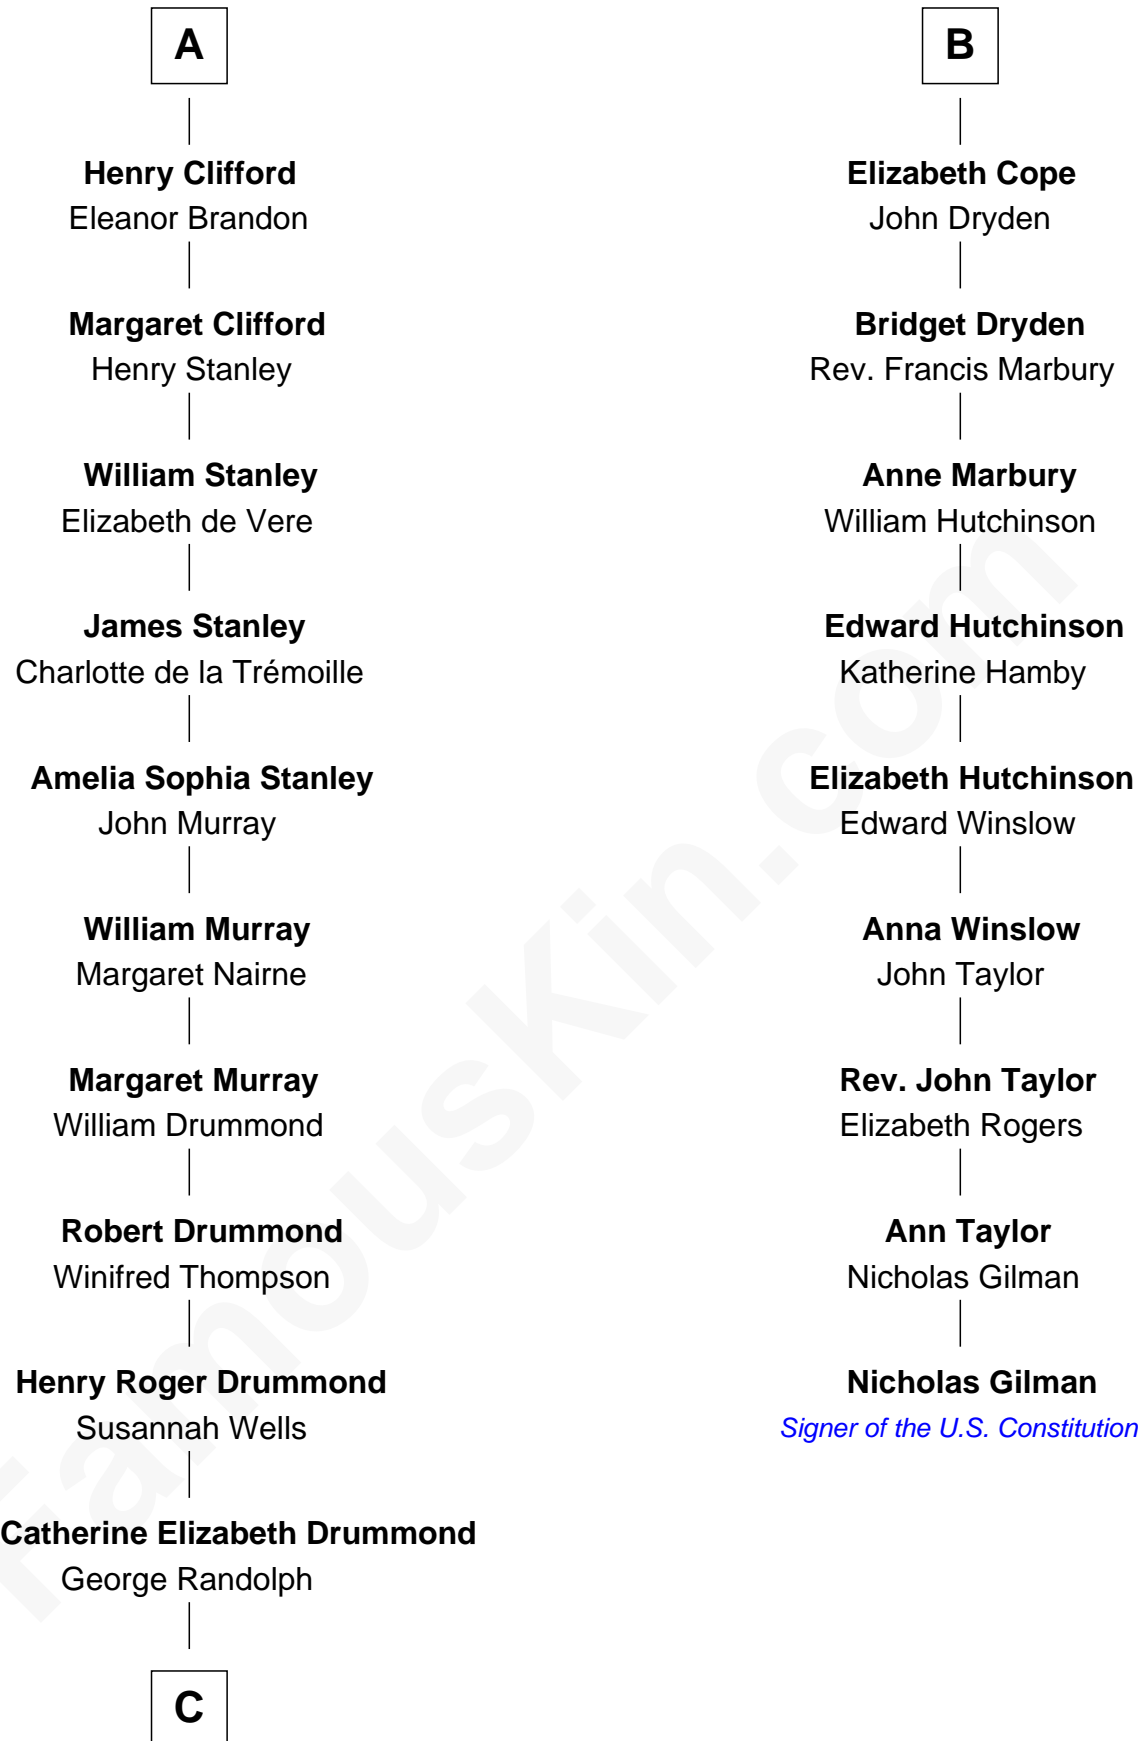 A
Henry Clifford
Eleanor Brandon
Margaret Clifford
Henry Stanley
William Stanley
Elizabeth de Vere
James Stanley
Charlotte de la Trémoille
Amelia Sophia Stanley
John Murray
William Murray
Margaret Nairne
Margaret Murray
William Drummond
Robert Drummond
Winifred Thompson
Henry Roger Drummond
Susannah Wells
Catherine Elizabeth Drummond
George Randolph
C
B
Elizabeth Cope
John Dryden
Bridget Dryden
Rev. Francis Marbury
Anne Marbury
William Hutchinson
Edward Hutchinson
Katherine Hamby
Elizabeth Hutchinson
Edward Winslow
Anna Winslow
John Taylor
Rev. John Taylor
Elizabeth Rogers
Ann Taylor
Nicholas Gilman
Nicholas Gilman
Signer of the U.S. Constitution
FamousKin.com